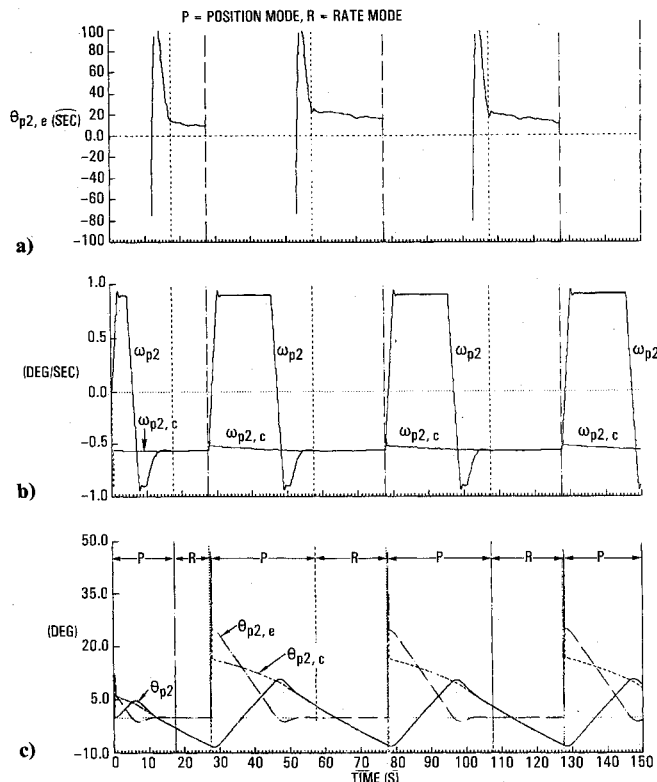 P = POSITION MODE, R = RATE MODE
100
80
60
40
20
0.0
−20
−40
−60
−80
−100
θp2, e (SEC)
a)
1.0
0.5
0.0
−0.5
−1.0
(DEG/SEC)
ωp2
ωp2
ωp2
ωp2
ωp2,c
ωp2, c
ωp2, c
ωp2, c
b)
50.0
35.0
20.0
5.0
−10.0
(DEG)
P R P R P R P
θp2
θp2, e
θp2, c
c)
0 10 20 30 40 50 60 70 80 90 100 110 120 130 140 150
TIME (S)